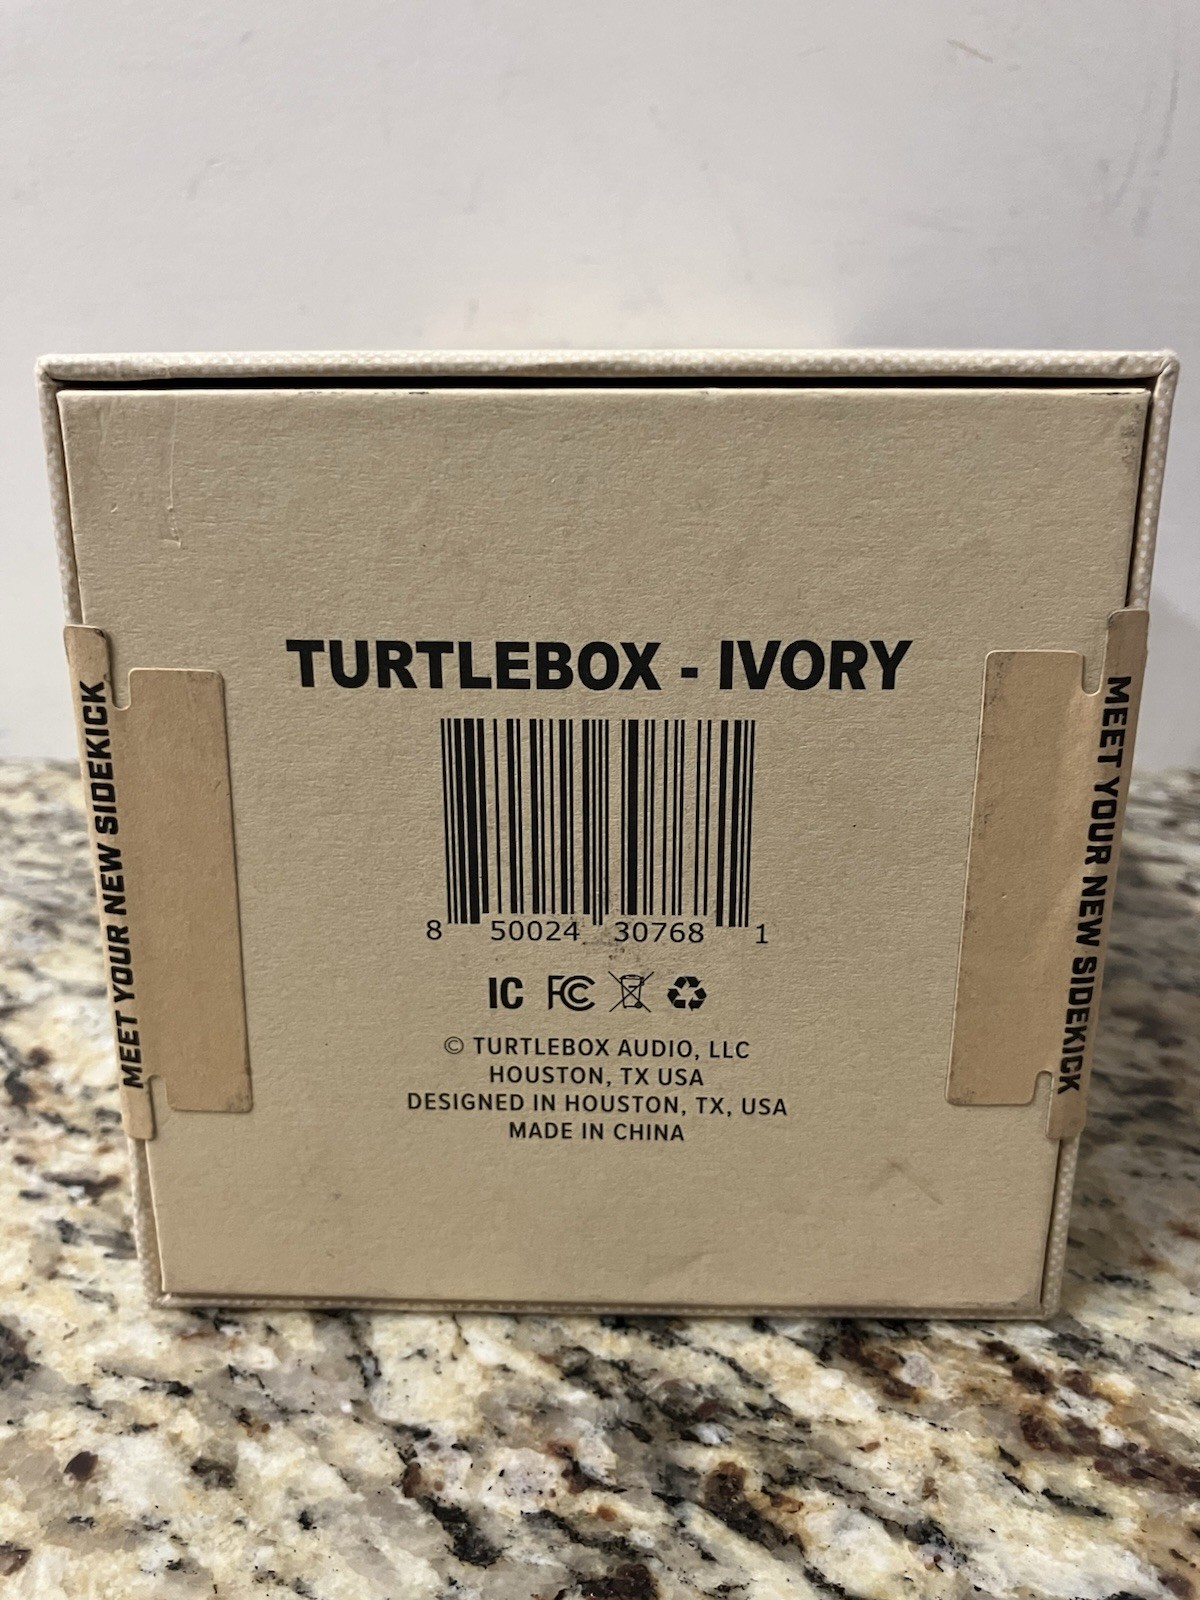 TURTLEBOX - IVORY
8 50024 30768 1
IC FC
© TURTLEBOX AUDIO, LLC
HOUSTON, TX USA
DESIGNED IN HOUSTON, TX, USA
MADE IN CHINA
MEET YOUR NEW SIDEKICK
MEET YOUR NEW SIDEKICK